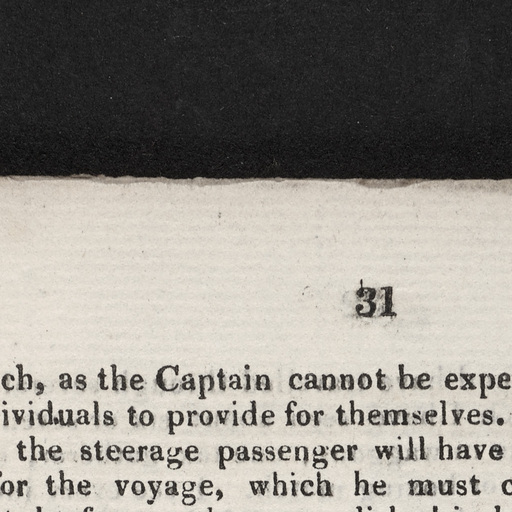 31
ch, as the Captain cannot be expe
ividuals to provide for themselves.
the steerage passenger will have
or the voyage, which he must c